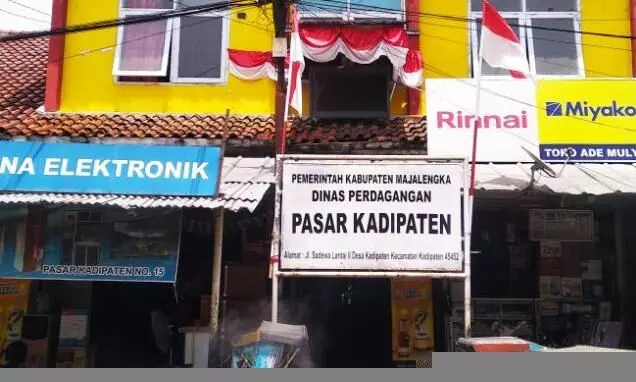 NA ELEKTRONIK
PASAR KADIPATEN NO. 15
PEMERINTAH KABUPATEN MAJALENGKA
DINAS PERDAGANGAN
PASAR KADIPATEN
Alamat : Jl. Sadewa Lantai II Desa Kadipaten Kecamatan Kadipaten 45452
Rinnai
Miyako
TOKO ADE MULY